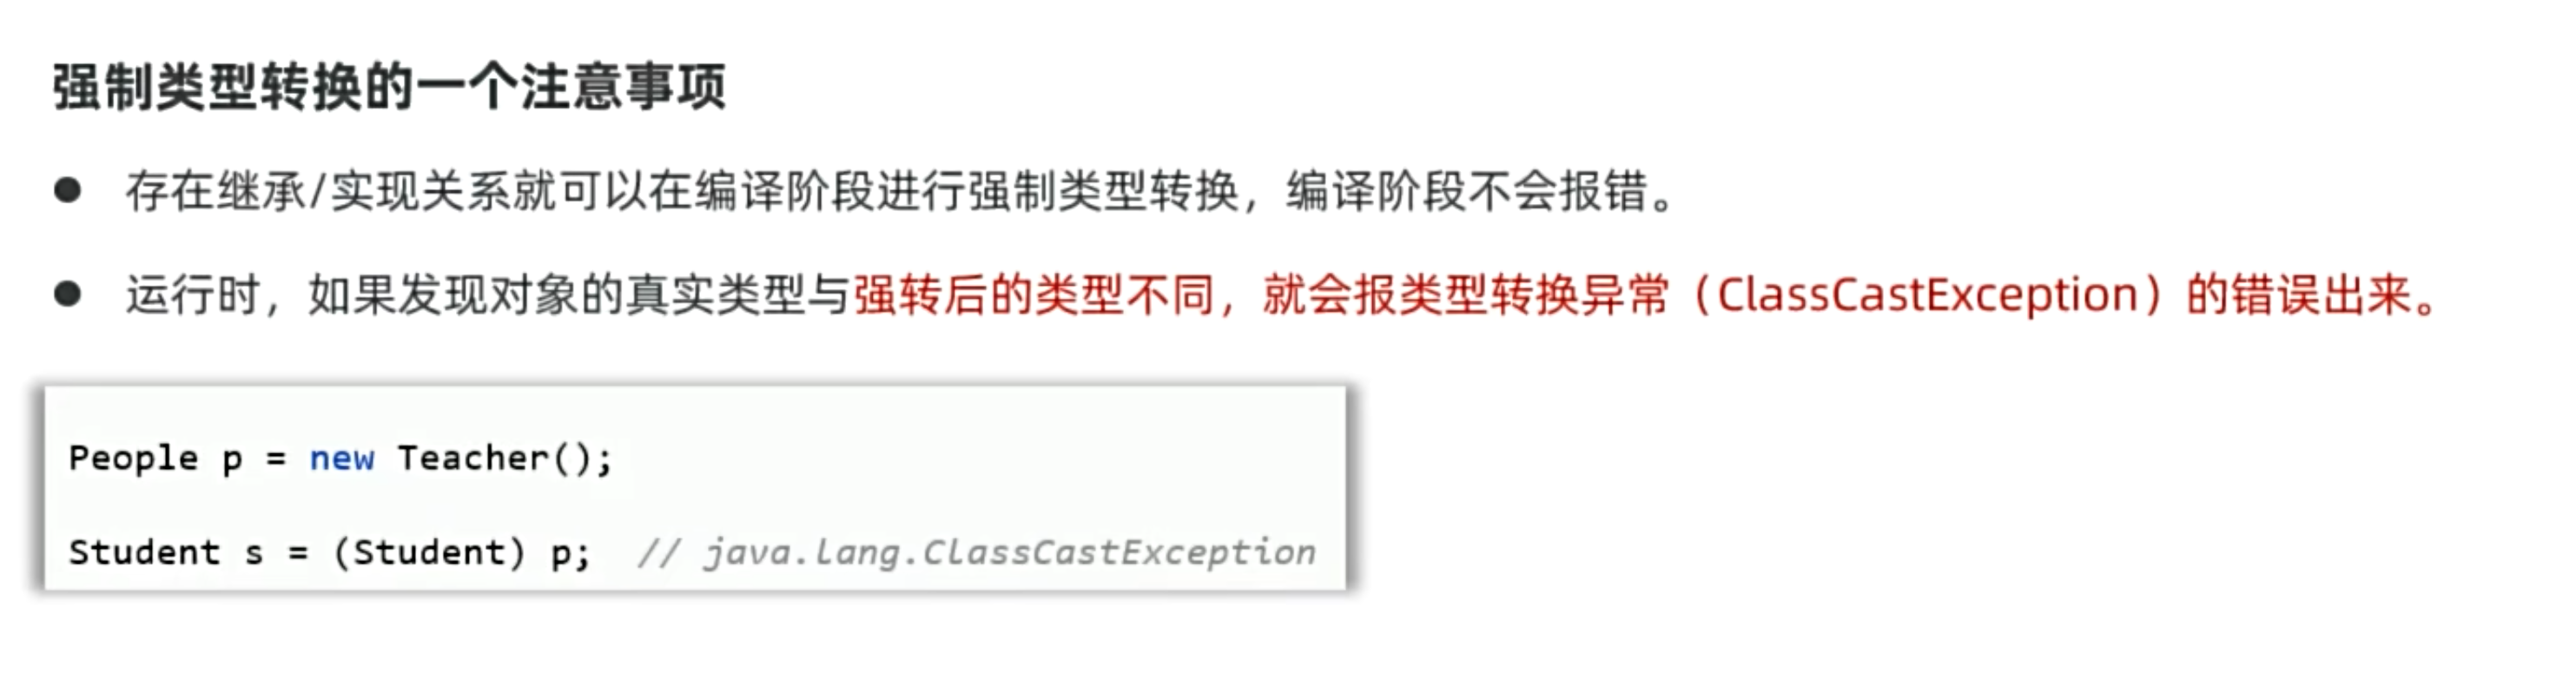 强制类型转换的一个注意事项
● 存在继承/实现关系就可以在编译阶段进行强制类型转换，编译阶段不会报错。
● 运行时，如果发现对象的真实类型与强转后的类型不同，就会报类型转换异常（ClassCastException）的错误出来。
People p = new Teacher();
Student s = (Student) p;  // java.lang.ClassCastException